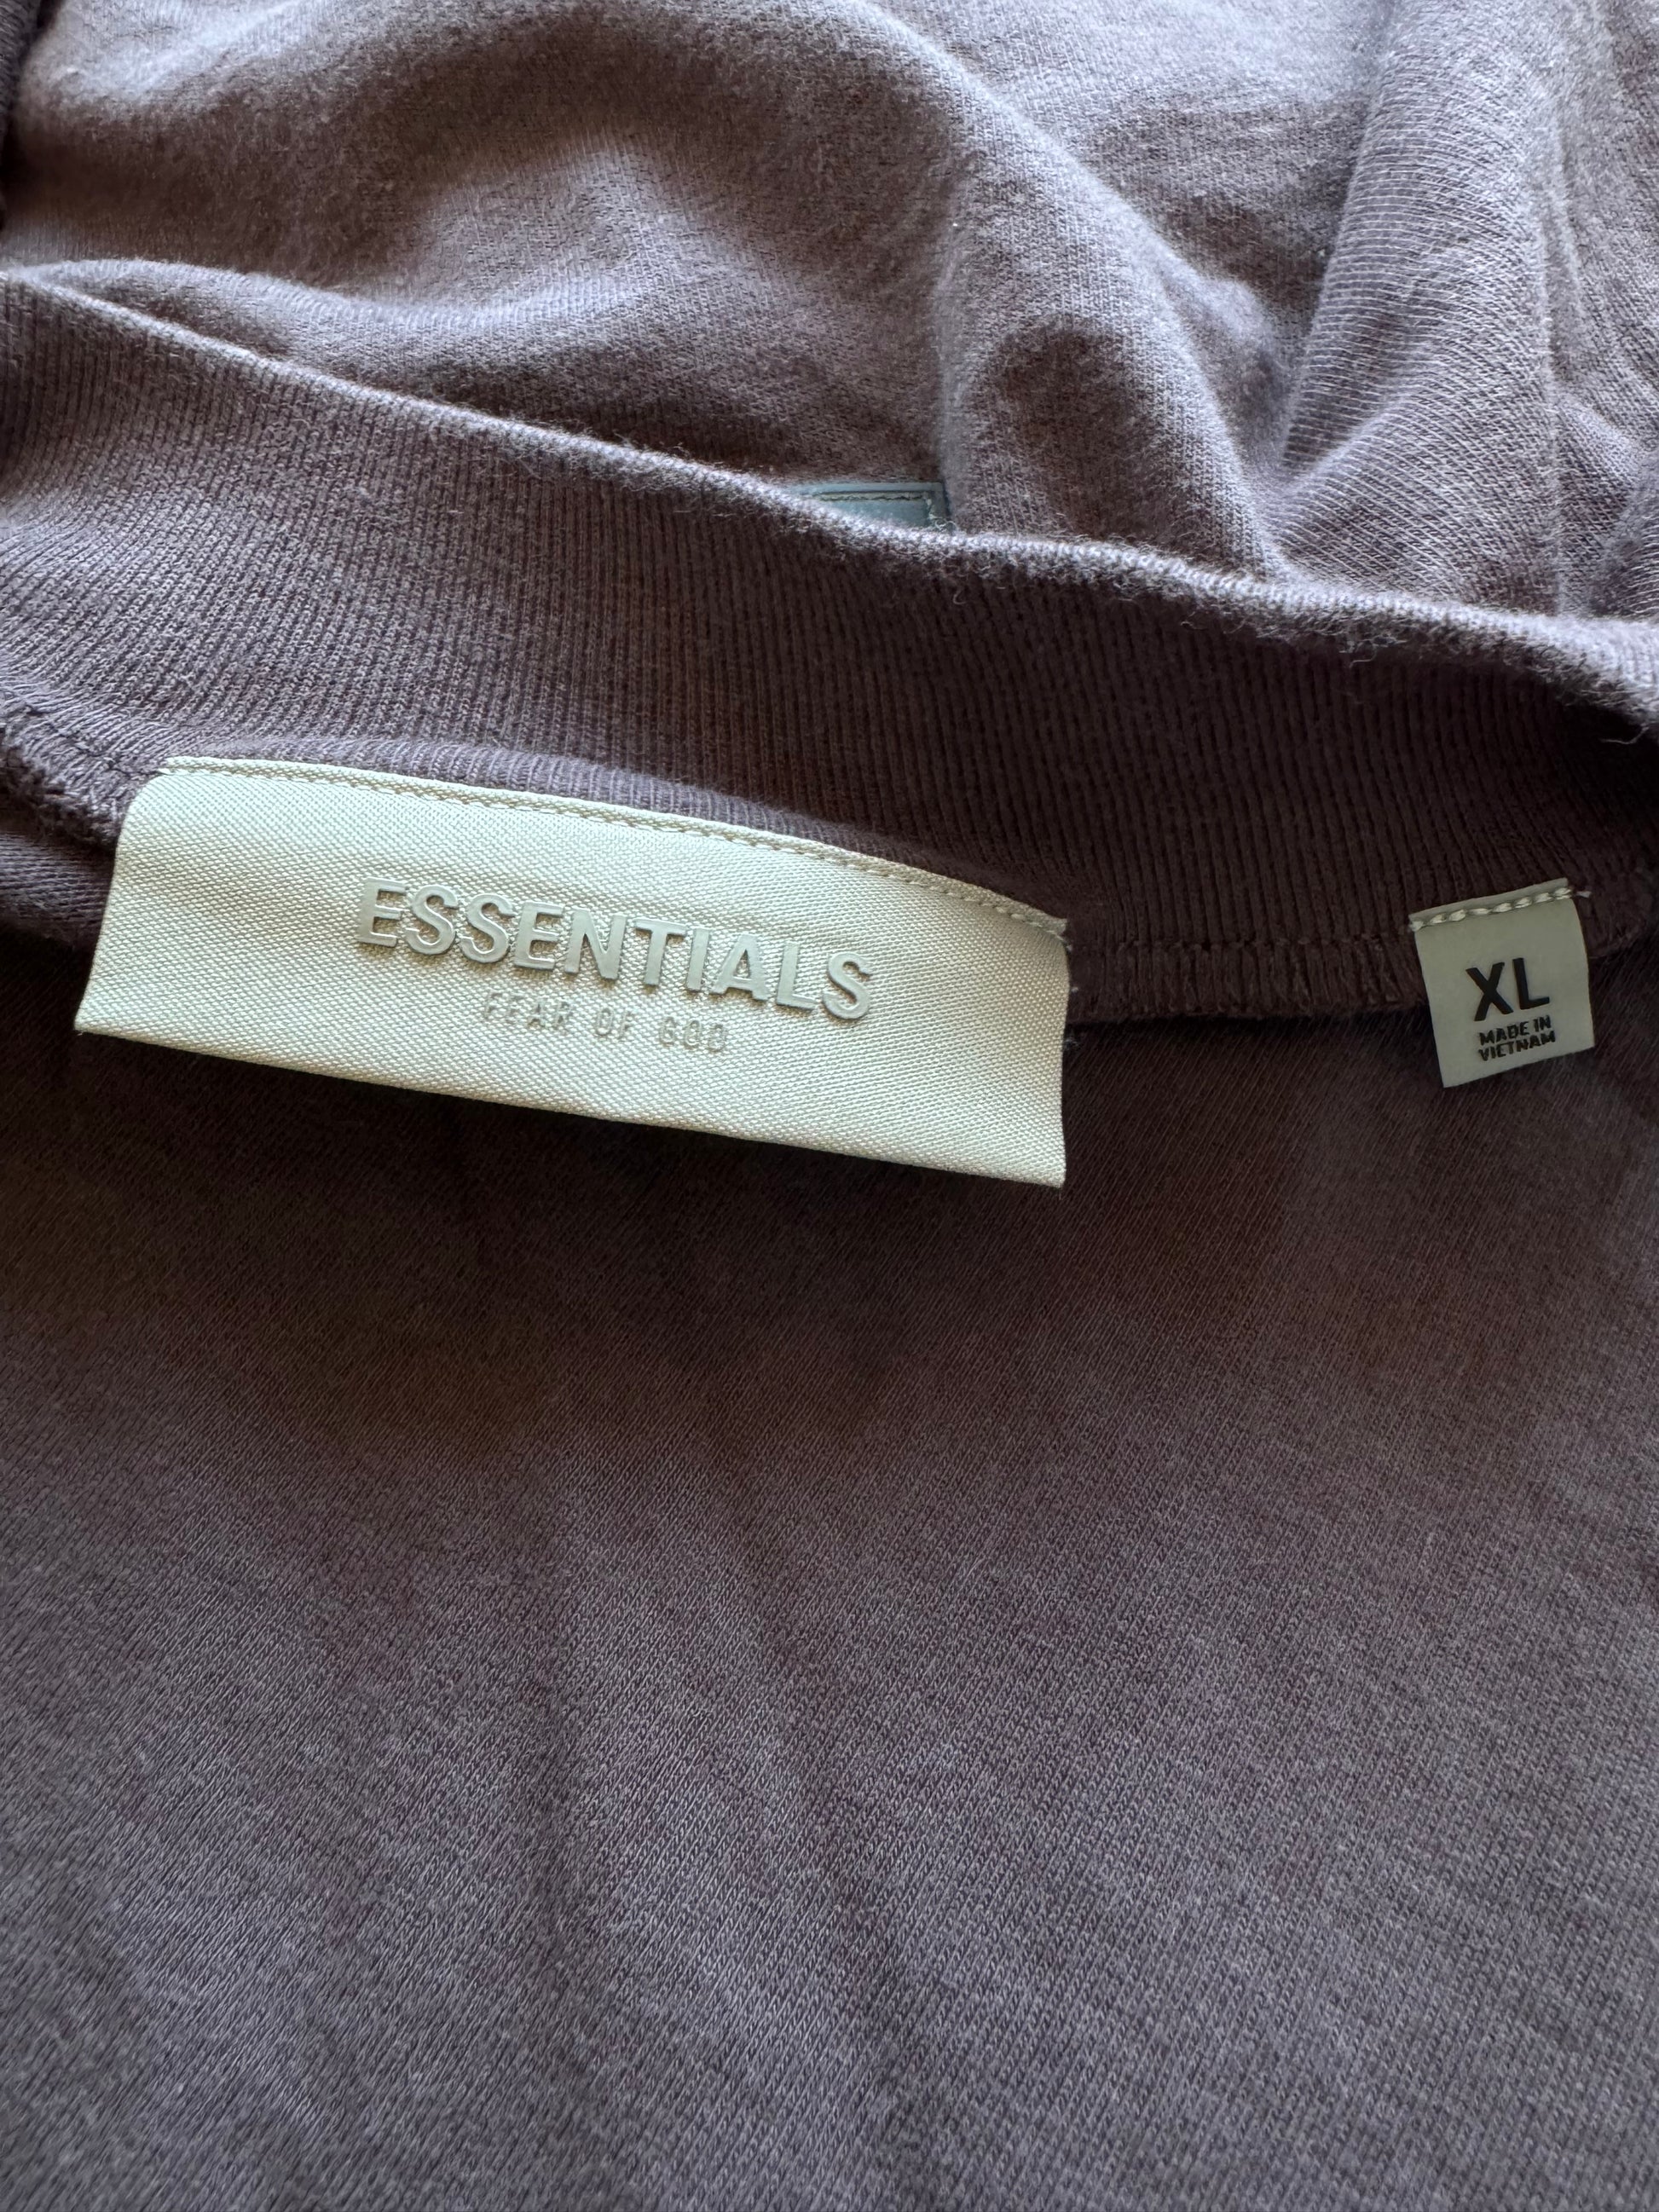 ESSENTIALS
FEAR OF GOD
XL
MADE IN
VIETNAM